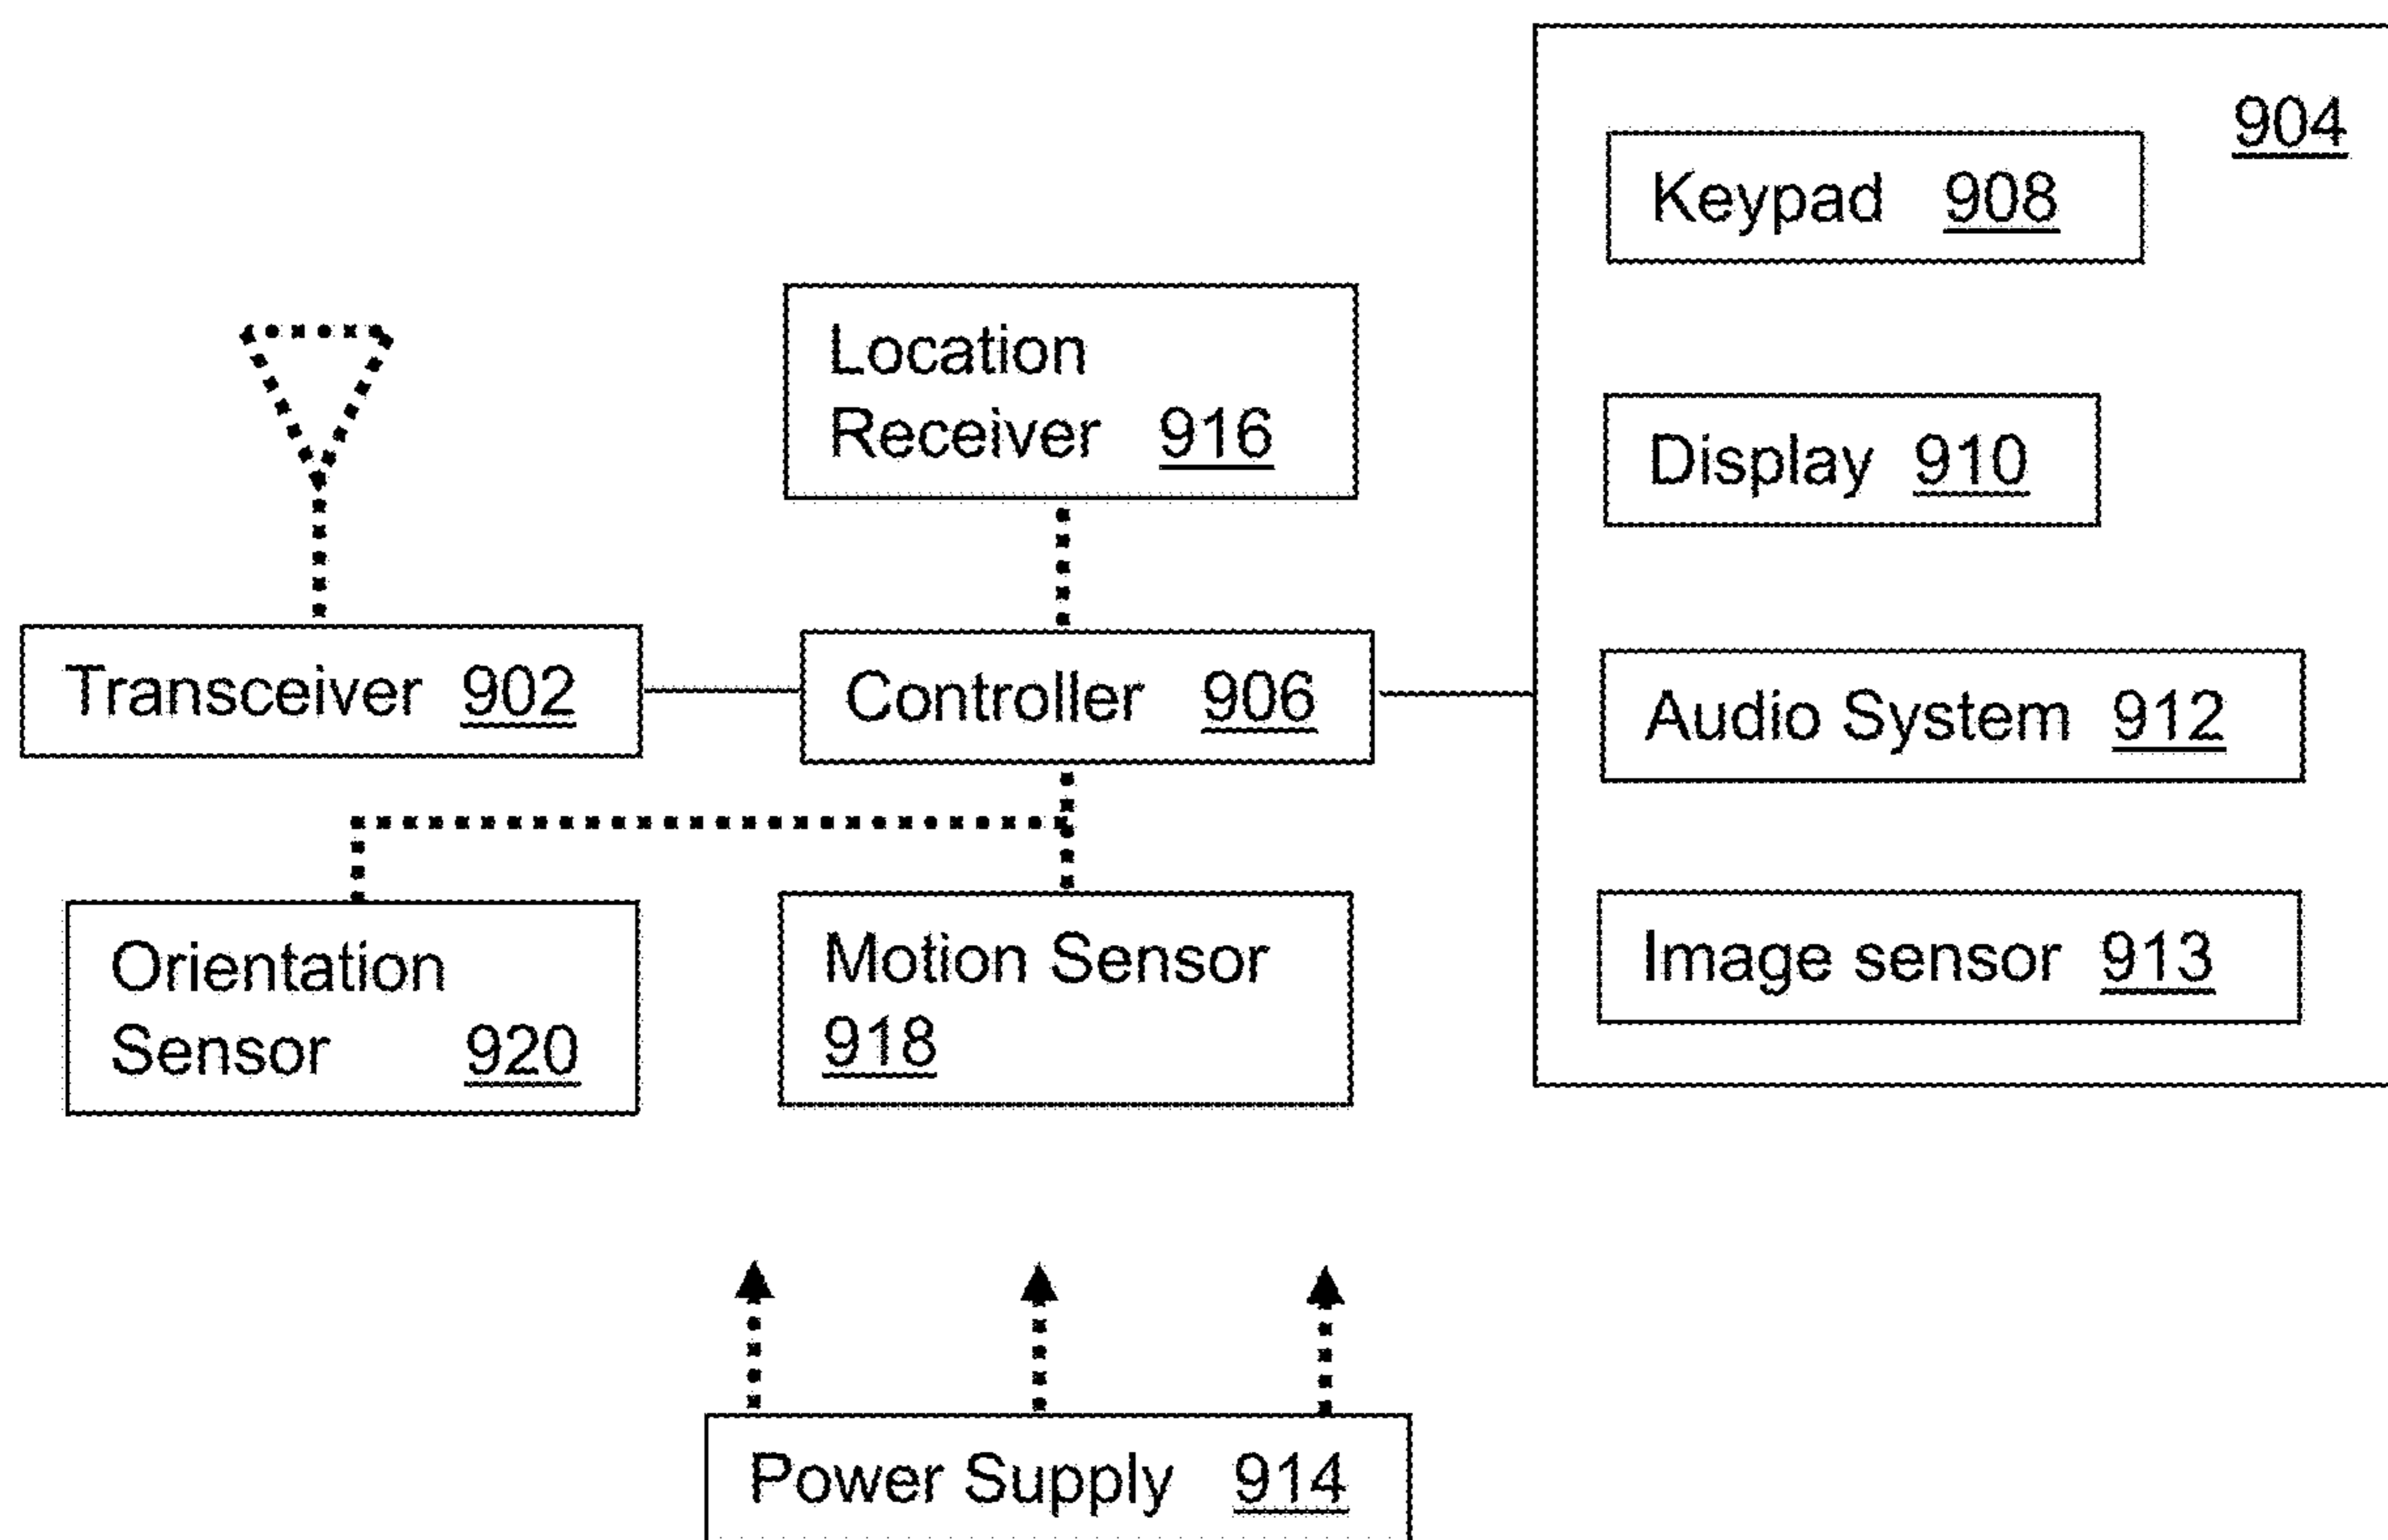 904
Keypad 908
Location
Receiver 916
Display 910
Transceiver 902
Controller 906
Audio System 912
Orientation
Sensor 920
Motion Sensor
918
Image sensor 913
Power Supply 914